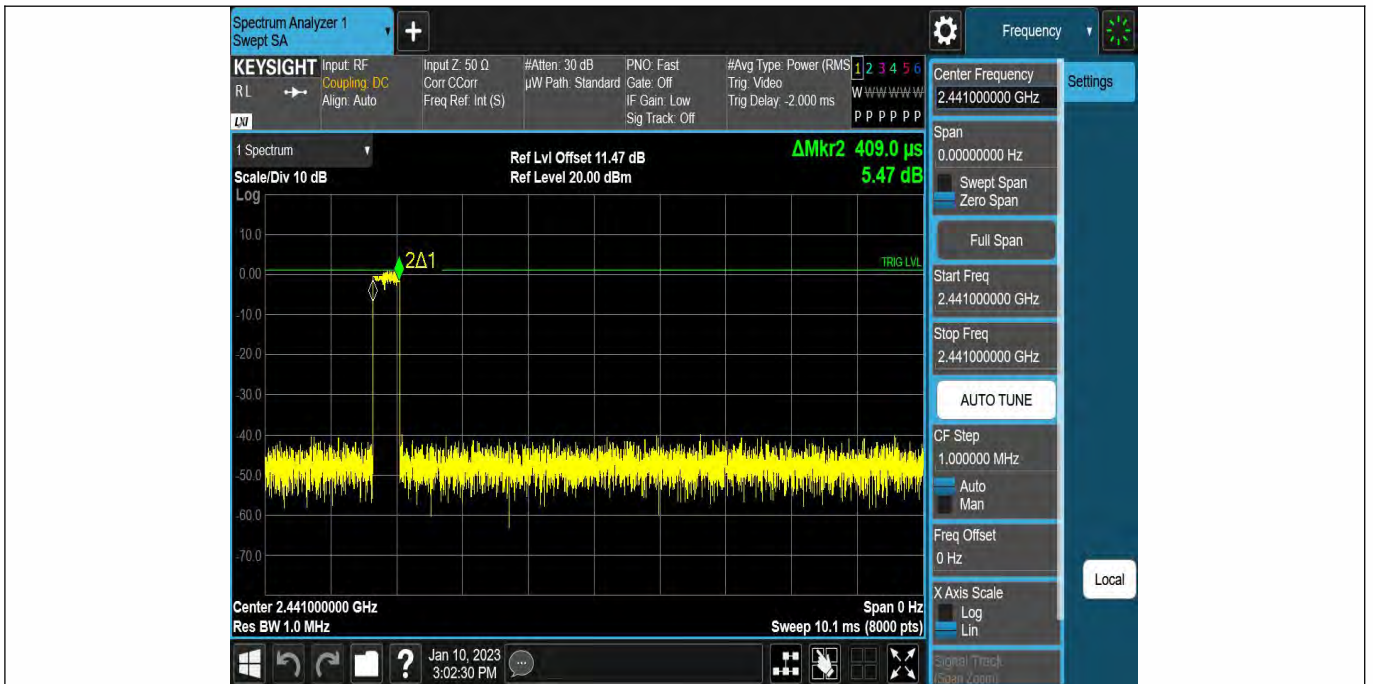 Spectrum Analyzer 1
Swept SA
+
Frequency
KEYSIGHT
RL
LXI
Input: RF
Coupling: DC
Align: Auto
Input Z: 50 Ω
Corr CCorr
Freq Ref: Int (S)
#Atten: 30 dB
µW Path: Standard
PNO: Fast
Gate: Off
IF Gain: Low
Sig Track: Off
#Avg Type: Power (RMS
Trig: Video
Trig Delay: -2.000 ms
1 2 3 4 5 6
W W W W W W
P P P P P P
1 Spectrum
Scale/Div 10 dB
Ref Lvl Offset 11.47 dB
Ref Level 20.00 dBm
ΔMkr2 409.0 µs
5.47 dB
Log
10.0
0.00
-10.0
-20.0
-30.0
-40.0
-50.0
-60.0
-70.0
2Δ1
TRIG LVL
Center 2.441000000 GHz
Res BW 1.0 MHz
Span 0 Hz
Sweep 10.1 ms (8000 pts)
Center Frequency
2.441000000 GHz
Span
0.00000000 Hz
Swept Span
Zero Span
Full Span
Start Freq
2.441000000 GHz
Stop Freq
2.441000000 GHz
AUTO TUNE
CF Step
1.000000 MHz
Auto
Man
Freq Offset
0 Hz
X Axis Scale
Log
Lin
Signal Track
(Span Zoom)
Settings
Local
?
Jan 10, 2023
3:02:30 PM